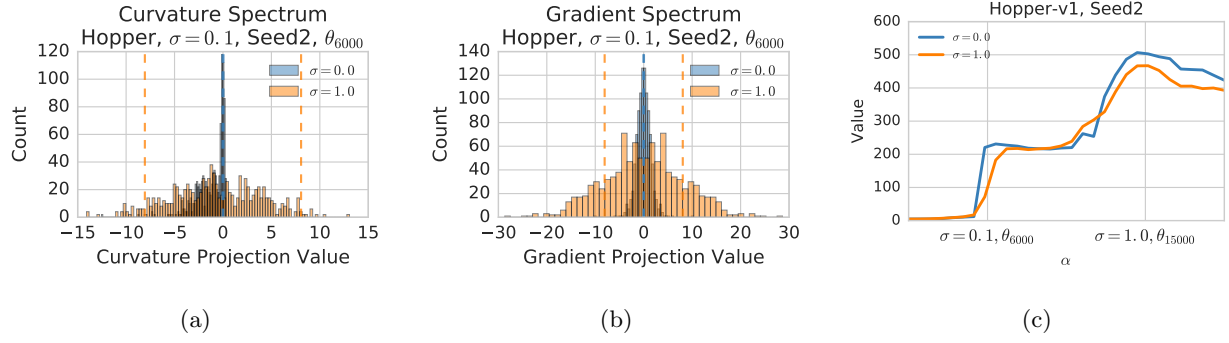 Curvature Spectrum
Hopper, σ = 0.1, Seed2, θ6000
120
100
80
60
40
20
0
Count
σ = 0.0
σ = 1.0
−15 −10 −5 0 5 10 15
Curvature Projection Value
(a)
Gradient Spectrum
Hopper, σ = 0.1, Seed2, θ6000
140
120
100
80
60
40
20
0
Count
σ = 0.0
σ = 1.0
−30 −20 −10 0 10 20 30
Gradient Projection Value
(b)
Hopper-v1, Seed2
600
500
400
300
200
100
0
Value
σ = 0.0
σ = 1.0
σ = 0.1, θ6000 σ = 1.0, θ15000
α
(c)